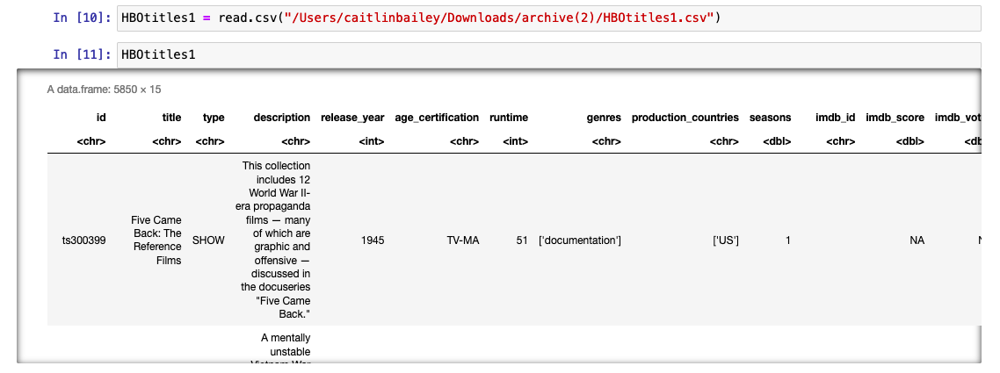 In [10]: HBOtitles1 = read.csv("/Users/caitlinbailey/Downloads/archive(2)/HBOtitles1.csv")
In [11]: HBOtitles1
A data.frame: 5850 × 15
id title type description release_year age_certification runtime genres production_countries seasons imdb_id imdb_score imdb_vot
<chr> <chr> <chr> <chr> <int> <chr> <int> <chr> <chr> <dbl> <chr> <dbl> <db
This collection
includes 12
World War II-
era propaganda
Five Came films — many
Back: The of which are
ts300399 SHOW graphic and 1945 TV-MA 51 ['documentation'] ['US'] 1 NA
Reference offensive —
Films discussed in
the docuseries
"Five Came
Back."
A mentally
unstable
Vietnam War